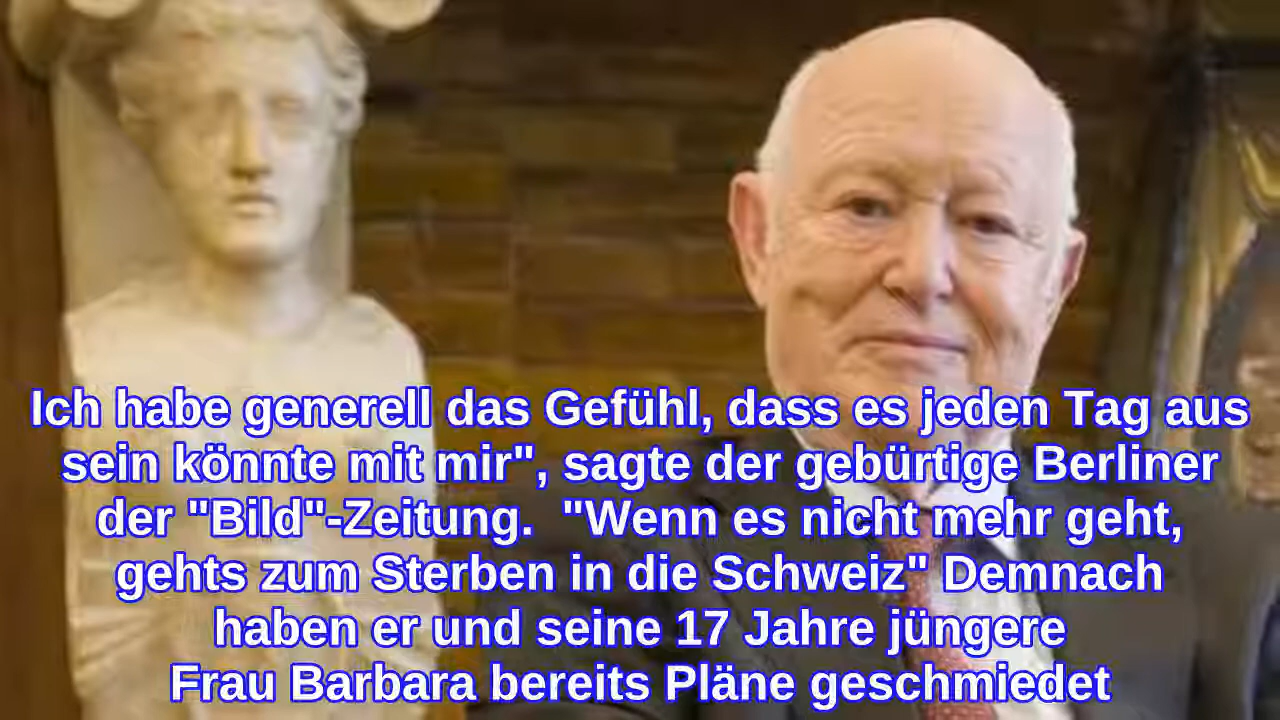 Ich habe generell das Gefühl, dass es jeden Tag aus
sein könnte mit mir", sagte der gebürtige Berliner
der "Bild"-Zeitung.  "Wenn es nicht mehr geht,
gehts zum Sterben in die Schweiz" Demnach
haben er und seine 17 Jahre jüngere
Frau Barbara bereits Pläne geschmiedet